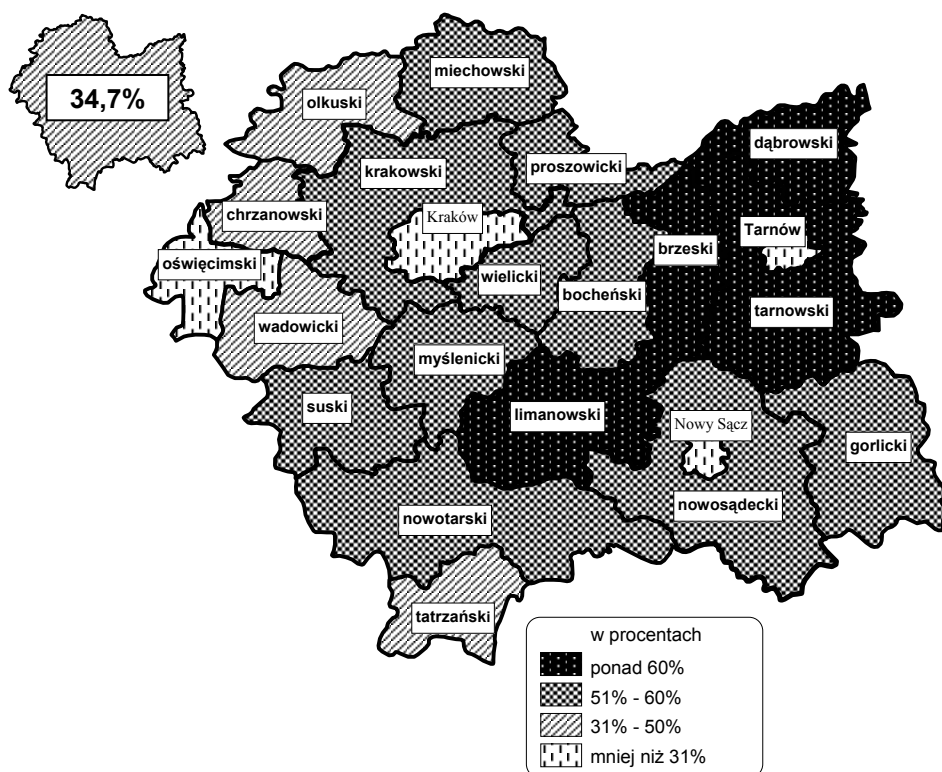 34,7%
miechowski
olkuski
dąbrowski
krakowski
proszowicki
chrzanowski
Kraków
Tarnów
brzeski
oświęcimski
wielicki
bocheński
tarnowski
wadowicki
myślenicki
suski
limanowski
Nowy Sącz
gorlicki
nowosądecki
nowotarski
tatrzański
w procentach
ponad 60%
51% - 60%
31% - 50%
mniej niż 31%